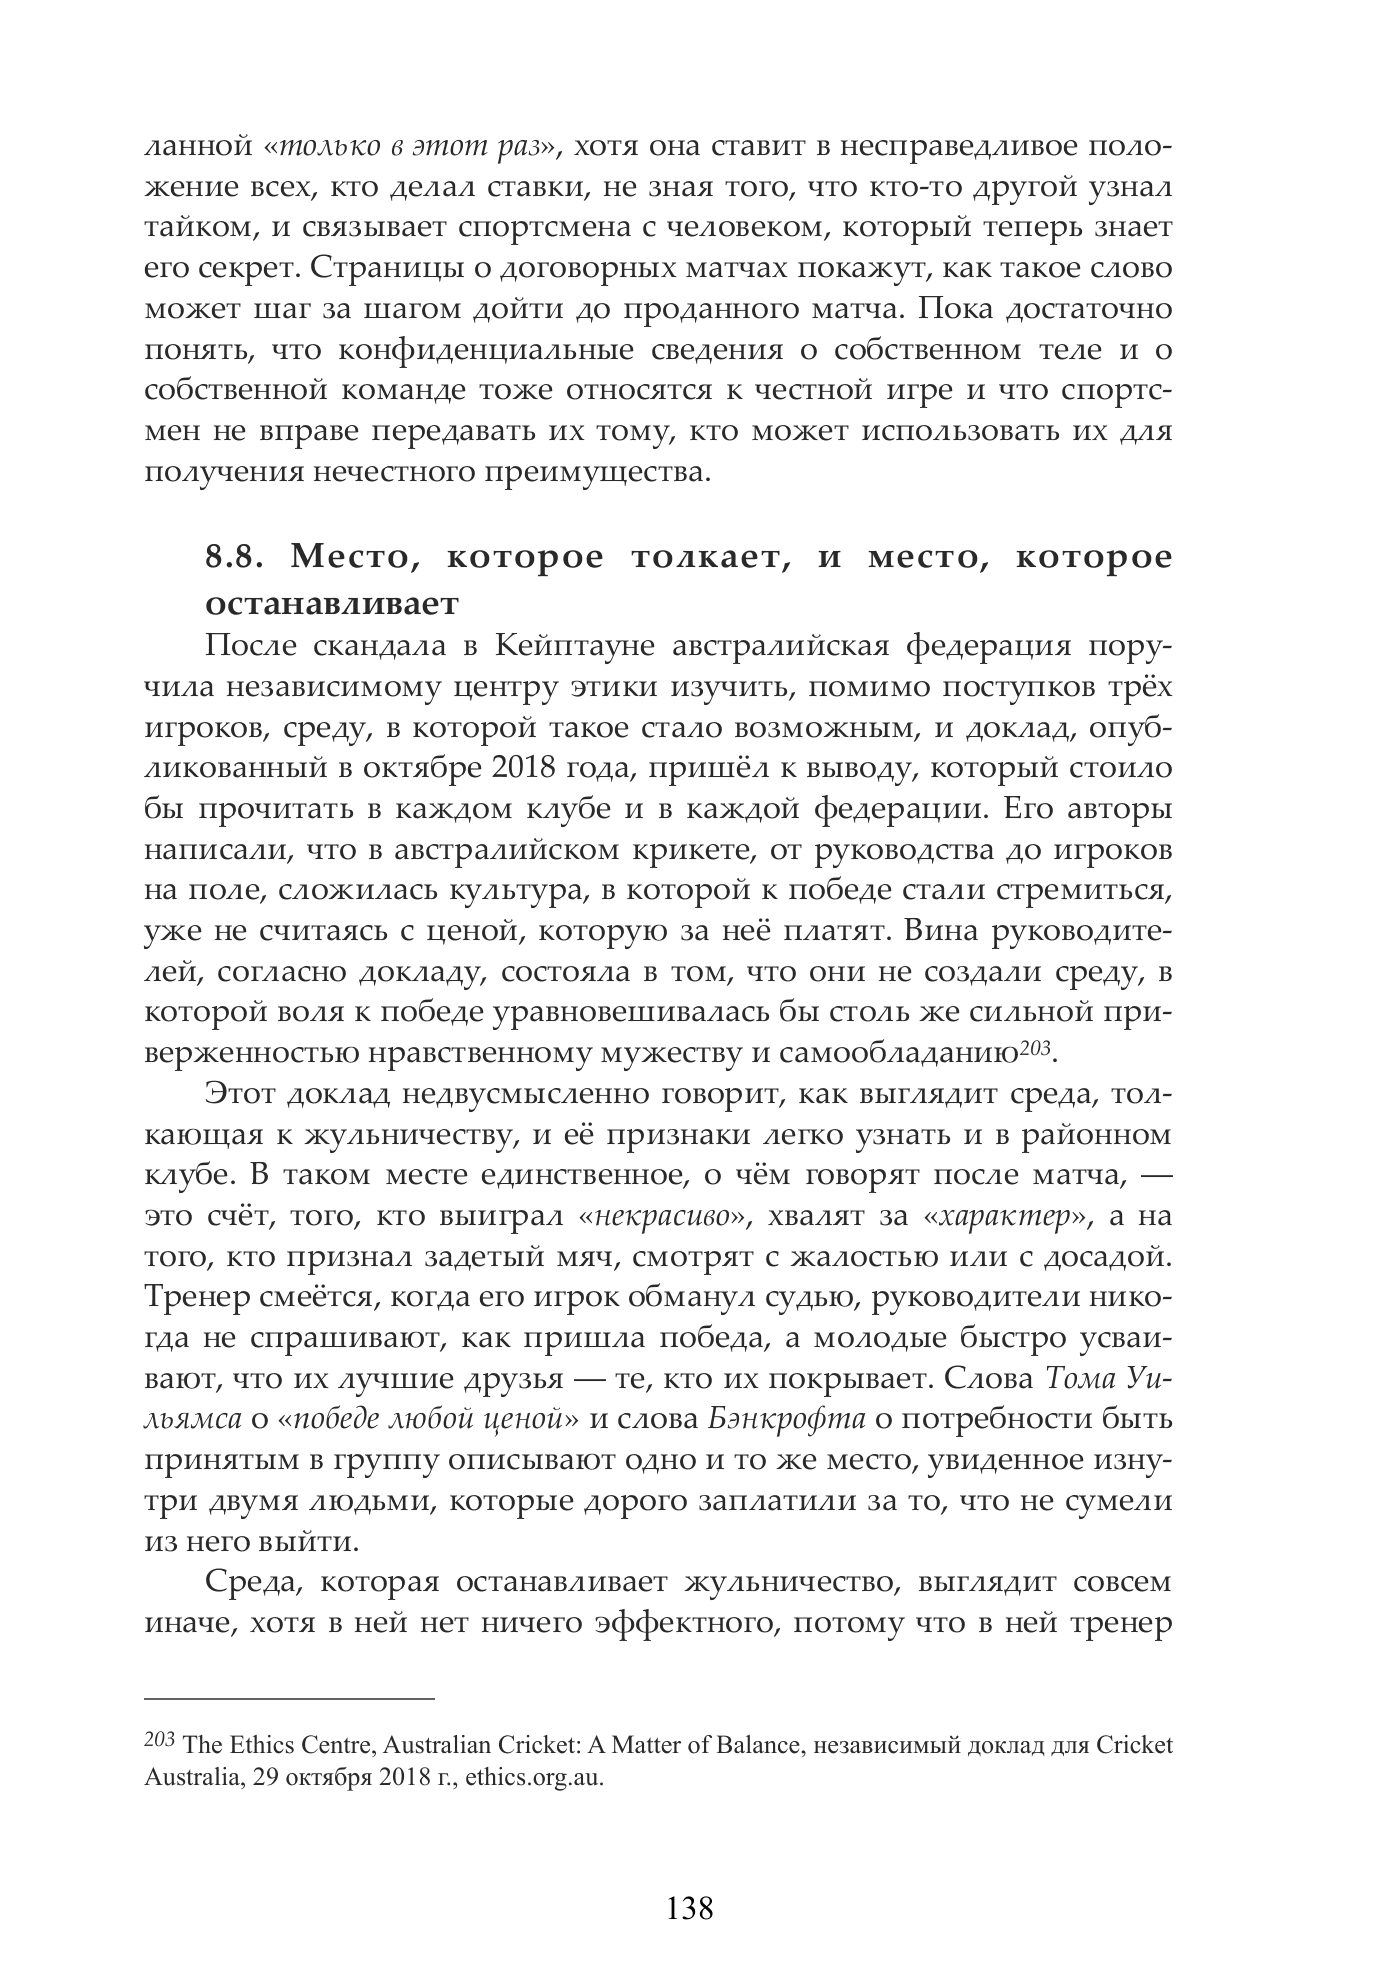 ланной «только в этот раз», хотя она ставит в несправедливое поло-
жение всех, кто делал ставки, не зная того, что кто-то другой узнал
тайком, и связывает спортсмена с человеком, который теперь знает
его секрет. Страницы о договорных матчах покажут, как такое слово
может шаг за шагом дойти до проданного матча. Пока достаточно
понять, что конфиденциальные сведения о собственном теле и о
собственной команде тоже относятся к честной игре и что спортс-
мен не вправе передавать их тому, кто может использовать их для
получения нечестного преимущества.
8.8. Место, которое толкает, и место, которое
останавливает
После скандала в Кейптауне австралийская федерация пору-
чила независимому центру этики изучить, помимо поступков трёх
игроков, среду, в которой такое стало возможным, и доклад, опуб-
ликованный в октябре 2018 года, пришёл к выводу, который стоило
бы прочитать в каждом клубе и в каждой федерации. Его авторы
написали, что в австралийском крикете, от руководства до игроков
на поле, сложилась культура, в которой к победе стали стремиться,
уже не считаясь с ценой, которую за неё платят. Вина руководите-
лей, согласно докладу, состояла в том, что они не создали среду, в
которой воля к победе уравновешивалась бы столь же сильной при-
верженностью нравственному мужеству и самообладанию203.
Этот доклад недвусмысленно говорит, как выглядит среда, тол-
кающая к жульничеству, и её признаки легко узнать и в районном
клубе. В таком месте единственное, о чём говорят после матча, —
это счёт, того, кто выиграл «некрасиво», хвалят за «характер», а на
того, кто признал задетый мяч, смотрят с жалостью или с досадой.
Тренер смеётся, когда его игрок обманул судью, руководители нико-
гда не спрашивают, как пришла победа, а молодые быстро усваи-
вают, что их лучшие друзья — те, кто их покрывает. Слова Тома Уи-
льямса о «победе любой ценой» и слова Бэнкрофта о потребности быть
принятым в группу описывают одно и то же место, увиденное изну-
три двумя людьми, которые дорого заплатили за то, что не сумели
из него выйти.
Среда, которая останавливает жульничество, выглядит совсем
иначе, хотя в ней нет ничего эффектного, потому что в ней тренер
203 The Ethics Centre, Australian Cricket: A Matter of Balance, независимый доклад для Cricket
Australia, 29 октября 2018 г., ethics.org.au.
138